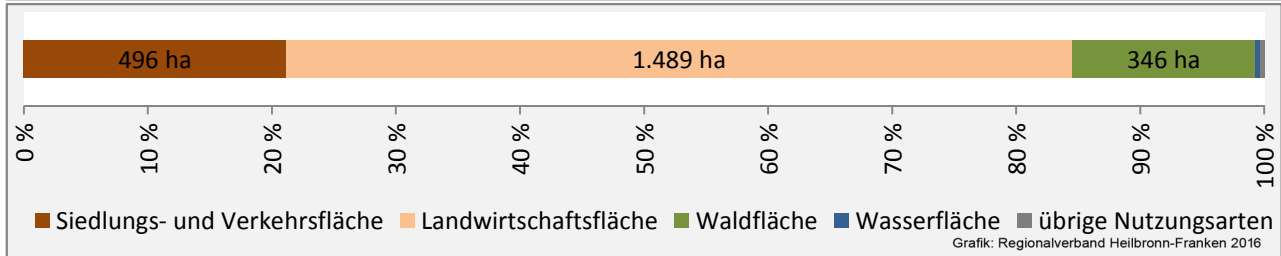 496 ha 1.489 ha 346 ha
0 % 10 % 20 % 30 % 40 % 50 % 60 % 70 % 80 % 90 % 100 %
Siedlungs- und Verkehrsfläche Landwirtschaftsfläche Waldfläche Wasserfläche übrige Nutzungsarten
Grafik: Regionalverband Heilbronn-Franken 2016